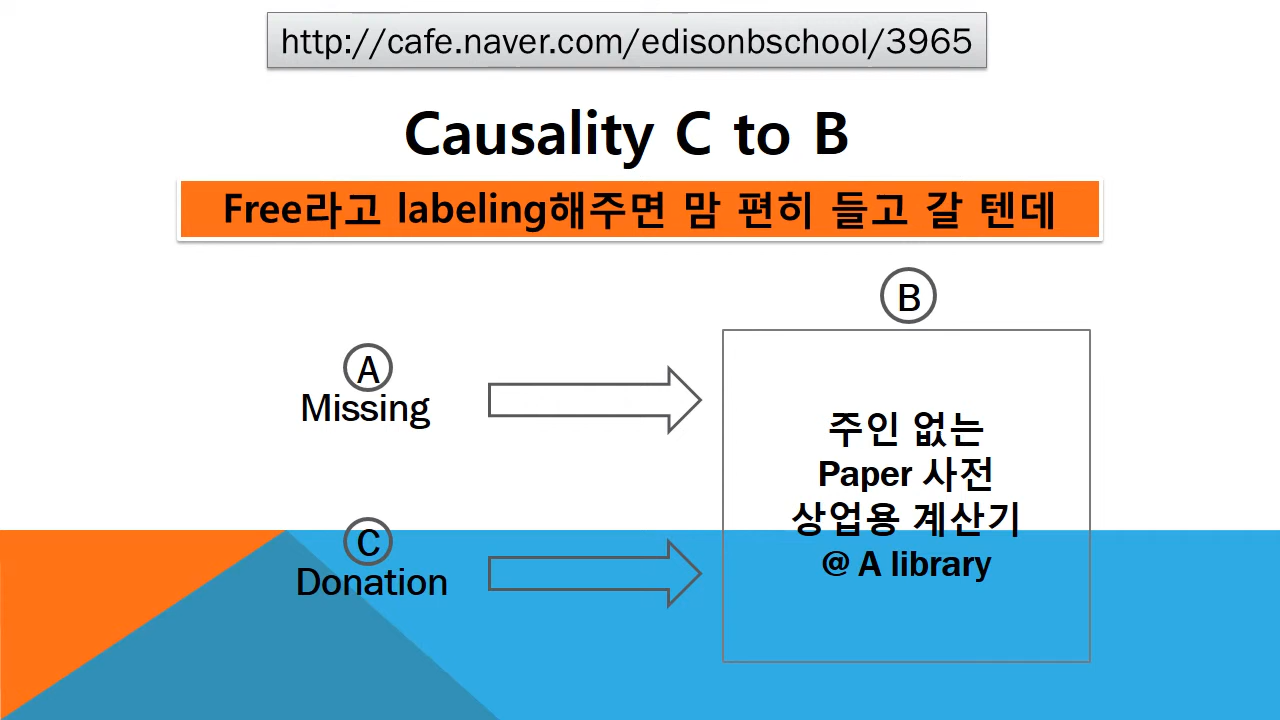 http://cafe.naver.com/edisonbschool/3965
Causality C to B
Free라고 labeling해주면 맘 편히 들고 갈 텐데
B
A
Missing
주인 없는
Paper 사전
상업용 계산기
@ A library
C
Donation